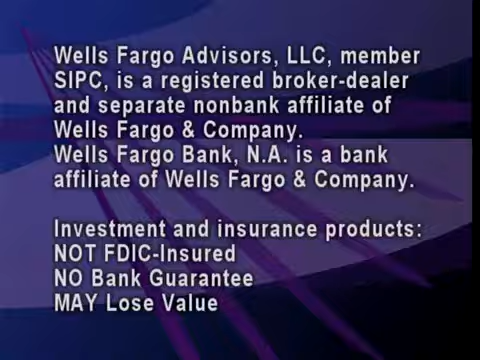 Wells Fargo Advisors, LLC, member
SIPC, is a registered broker-dealer
and separate nonbank affiliate of
Wells Fargo & Company.
Wells Fargo Bank, N.A. is a bank
affiliate of Wells Fargo & Company.
Investment and insurance products:
NOT FDIC-Insured
NO Bank Guarantee
MAY Lose Value